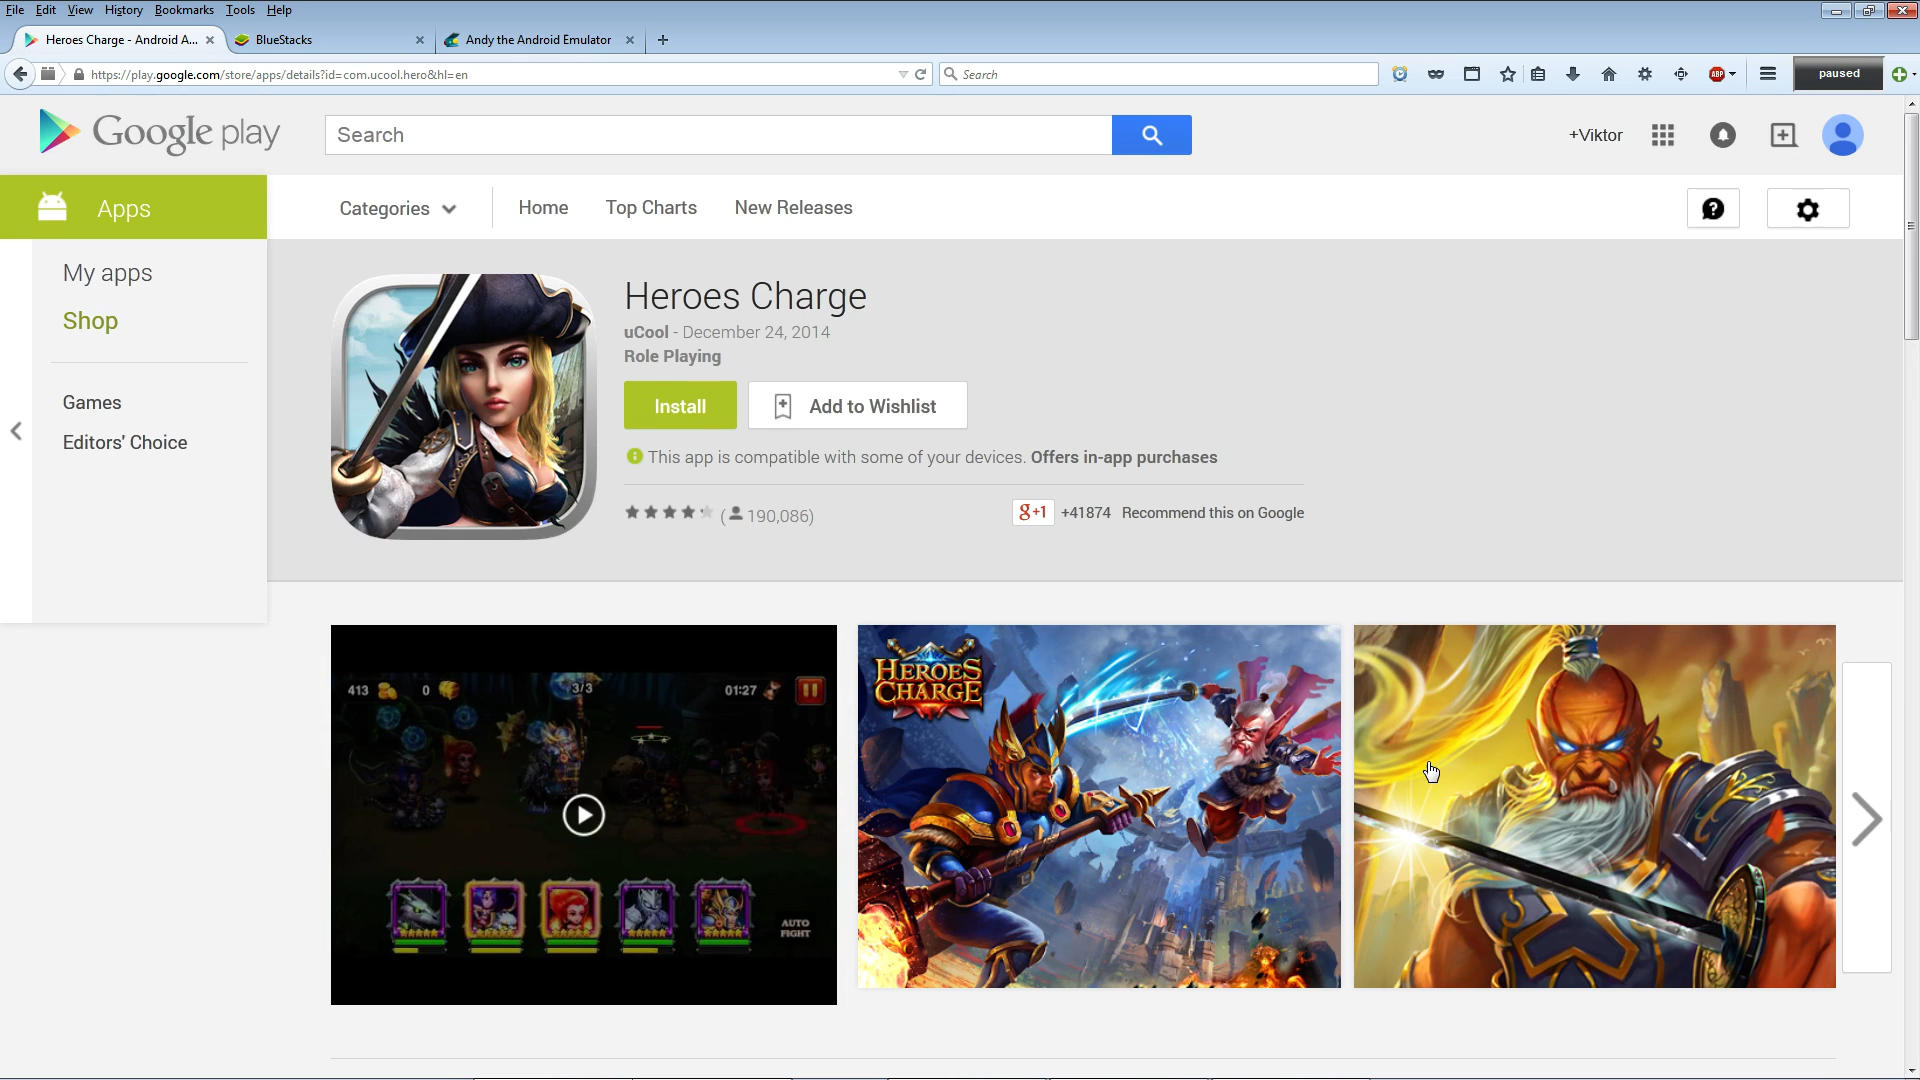 File Edit View History Bookmarks Tools Help
Heroes Charge - Android A... BlueStacks Andy the Android Emulator
https://play.google.com/store/apps/details?id=com.ucool.hero&hl=en Search ABP paused
Google play Search +Viktor
Apps Categories Home Top Charts New Releases
My apps
Shop
Games
Editors' Choice
Heroes Charge
uCool - December 24, 2014
Role Playing
Install Add to Wishlist
This app is compatible with some of your devices. Offers in-app purchases
( 190,086) g+1 +41874 Recommend this on Google
413 0 3/3 01:27
AUTO
FIGHT
HEROES
CHARGE